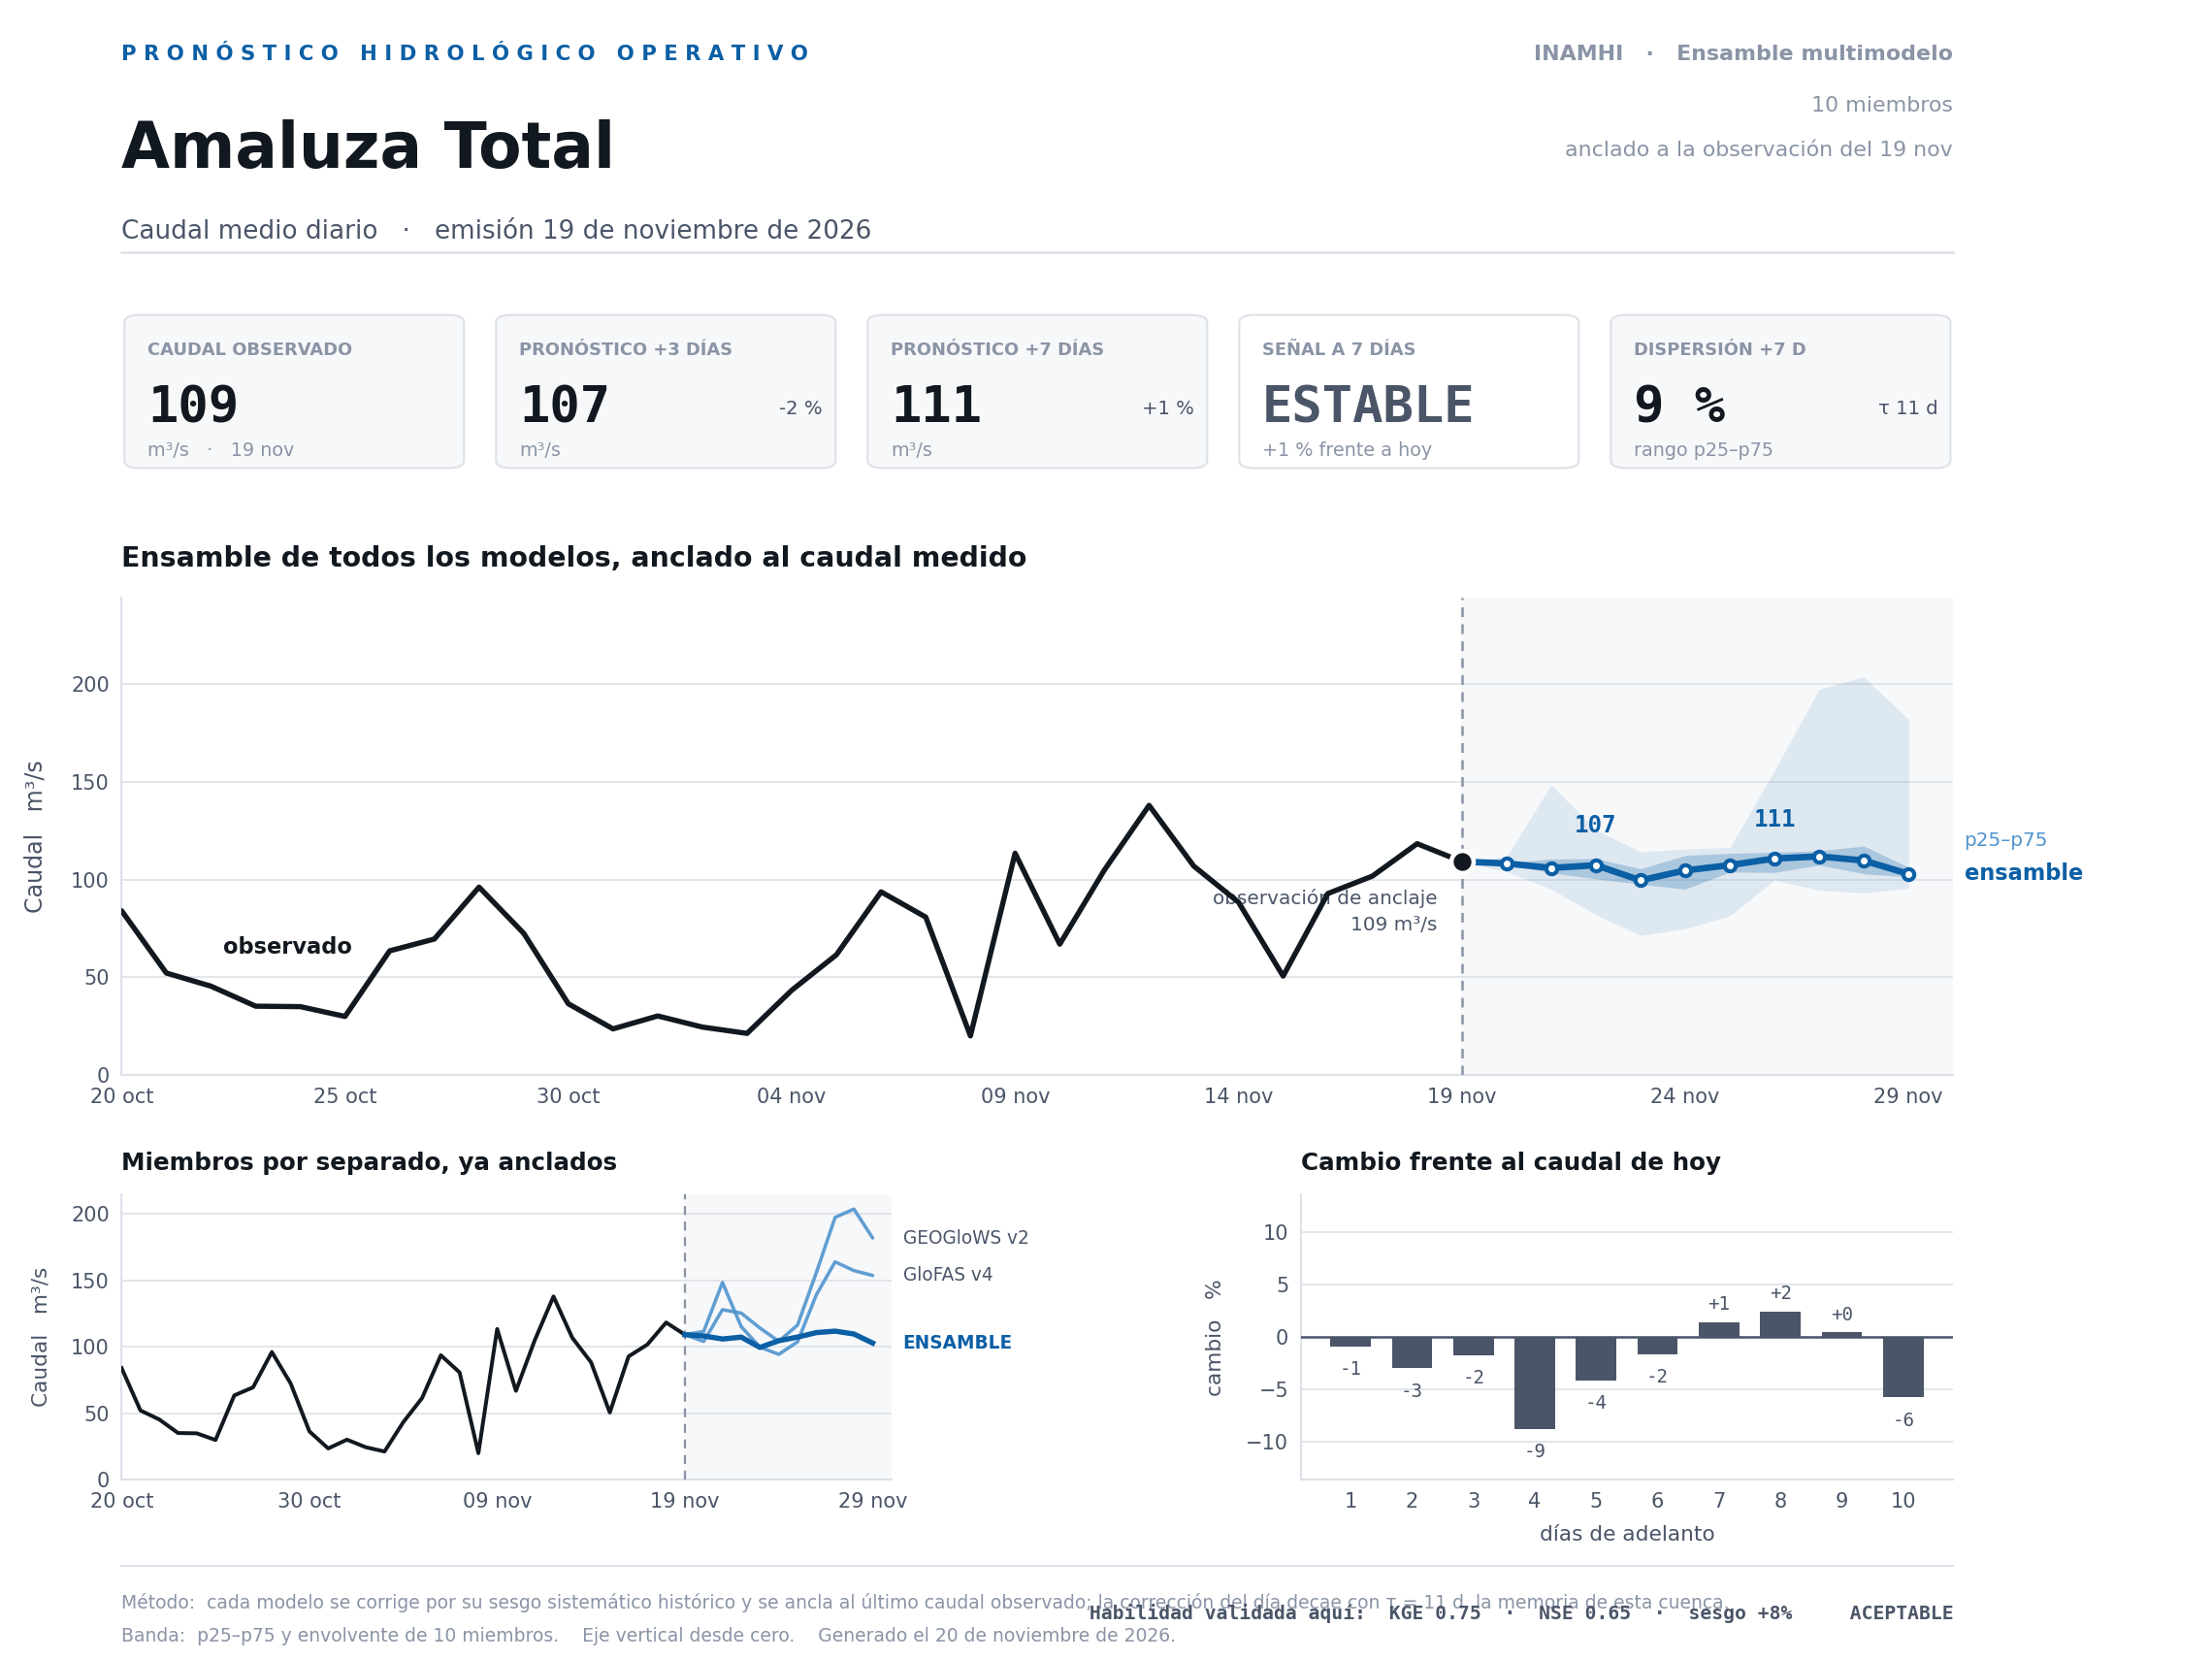 PRONÓSTICO HIDROLÓGICO OPERATIVO
INAMHI · Ensamble multimodelo
10 miembros
anclado a la observación del 19 nov
Amaluza Total
Caudal medio diario · emisión 19 de noviembre de 2026
CAUDAL OBSERVADO
109
m³/s · 19 nov
PRONÓSTICO +3 DÍAS
107
-2 %
m³/s
PRONÓSTICO +7 DÍAS
111
+1 %
m³/s
SEÑAL A 7 DÍAS
ESTABLE
+1 % frente a hoy
DISPERSIÓN +7 D
9 %
τ 11 d
rango p25–p75
Ensamble de todos los modelos, anclado al caudal medido
Caudal m³/s
200
150
100
50
0
observado
observación de anclaje
109 m³/s
107
111
p25–p75
ensamble
20 oct
25 oct
30 oct
04 nov
09 nov
14 nov
19 nov
24 nov
29 nov
Miembros por separado, ya anclados
Caudal m³/s
200
150
100
50
0
GEOGloWS v2
GloFAS v4
ENSAMBLE
20 oct
30 oct
09 nov
19 nov
29 nov
Cambio frente al caudal de hoy
cambio %
10
5
0
−5
−10
-1
-3
-2
-9
-4
-2
+1
+2
+0
-6
1 2 3 4 5 6 7 8 9 10
días de adelanto
Método: cada modelo se corrige por su sesgo sistemático histórico y se ancla al último caudal observado; la corrección del día decae con τ = 11 d, la memoria de esta cuenca.
Habilidad validada aquí: KGE 0.75 · NSE 0.65 · sesgo +8% ACEPTABLE
Banda: p25–p75 y envolvente de 10 miembros. Eje vertical desde cero. Generado el 20 de noviembre de 2026.